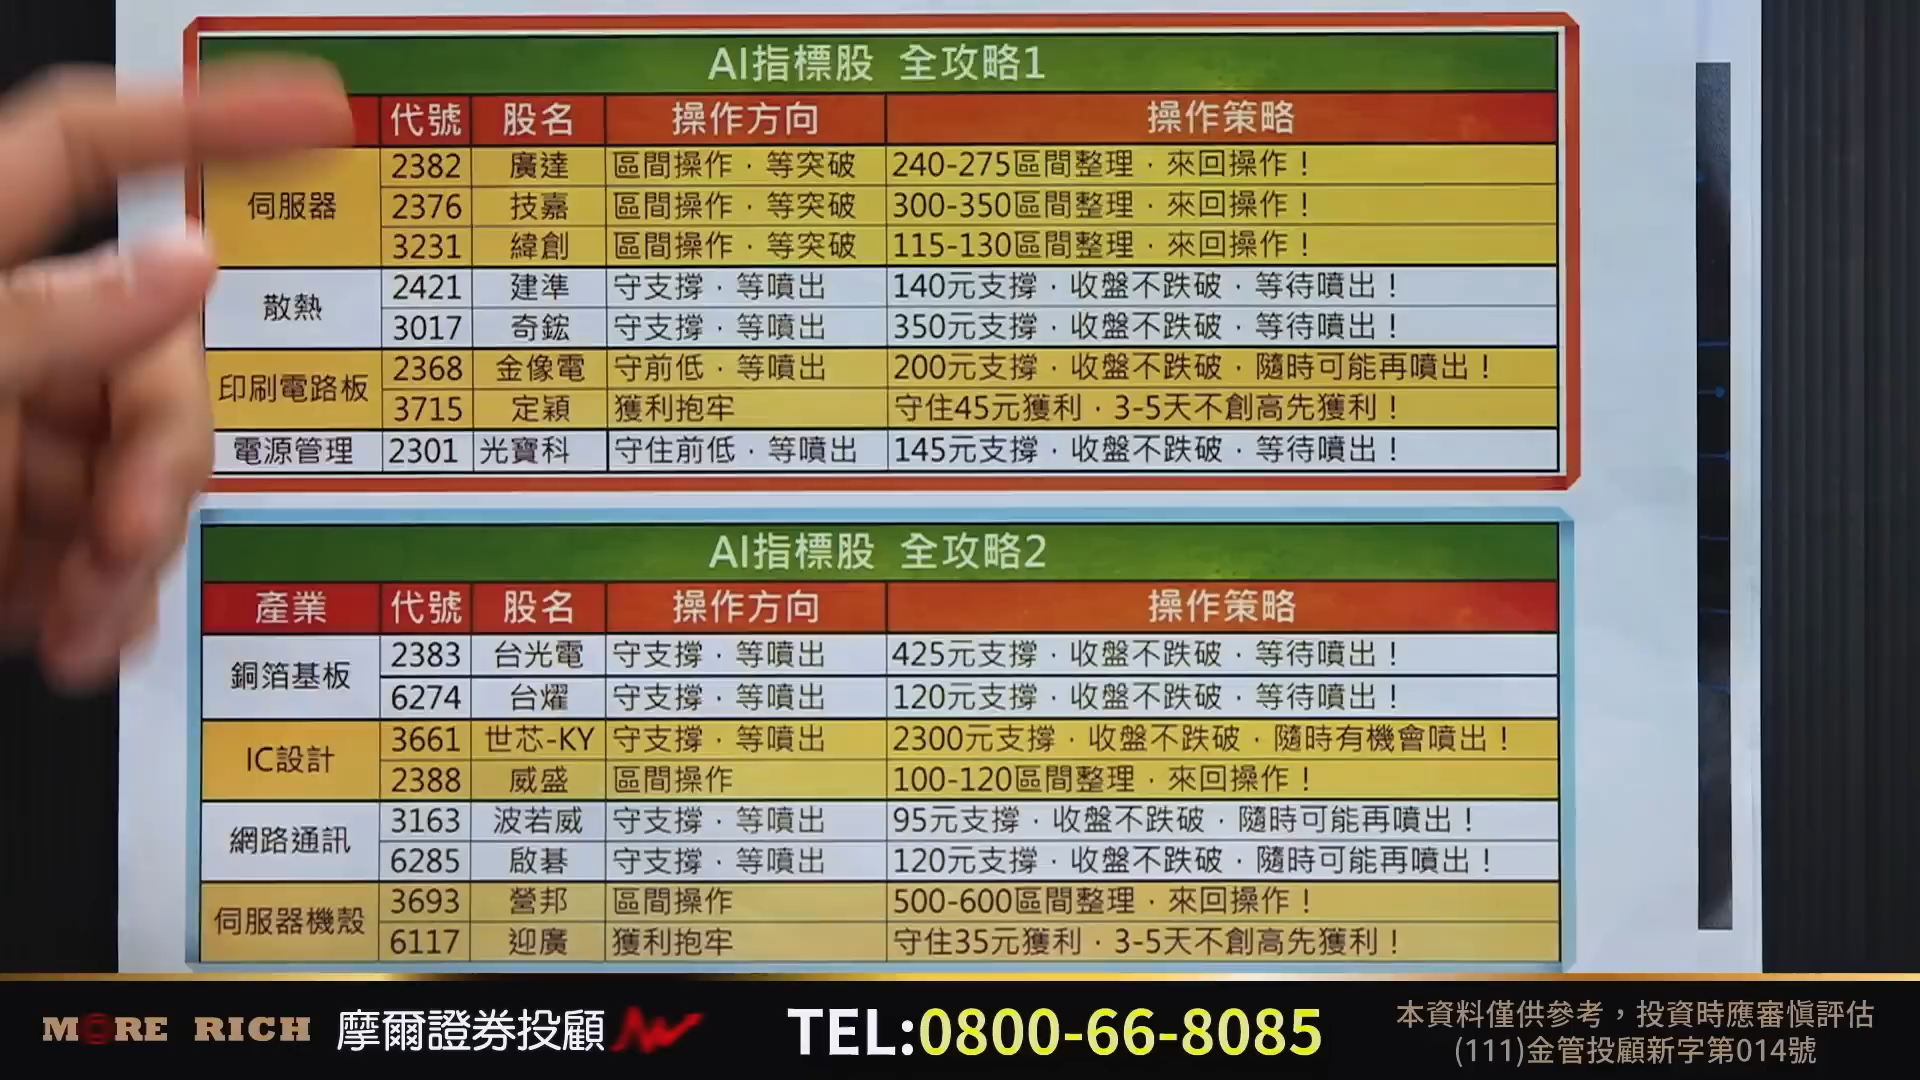 AI指標股 全攻略1
代號 股名 操作方向 操作策略
伺服器
2382 廣達 區間操作，等突破 240-275區間整理，來回操作！
2376 技嘉 區間操作，等突破 300-350區間整理，來回操作！
3231 緯創 區間操作，等突破 115-130區間整理，來回操作！
散熱
2421 建準 守支撐，等噴出 140元支撐，收盤不跌破，等待噴出！
3017 奇鋐 守支撐，等噴出 350元支撐，收盤不跌破，等待噴出！
印刷電路板
2368 金像電 守前低，等噴出 200元支撐，收盤不跌破，隨時可能再噴出！
3715 定穎 獲利抱牢 守住45元獲利，3-5天不創高先獲利！
電源管理 2301 光寶科 守住前低，等噴出 145元支撐，收盤不跌破，等待噴出！
AI指標股 全攻略2
產業 代號 股名 操作方向 操作策略
銅箔基板
2383 台光電 守支撐，等噴出 425元支撐，收盤不跌破，等待噴出！
6274 台燿 守支撐，等噴出 120元支撐，收盤不跌破，等待噴出！
IC設計
3661 世芯-KY 守支撐，等噴出 2300元支撐，收盤不跌破，隨時有機會噴出！
2388 威盛 區間操作 100-120區間整理，來回操作！
網路通訊
3163 波若威 守支撐，等噴出 95元支撐，收盤不跌破，隨時可能再噴出！
6285 啟碁 守支撐，等噴出 120元支撐，收盤不跌破，隨時可能再噴出！
伺服器機殼
3693 營邦 區間操作 500-600區間整理，來回操作！
6117 迎廣 獲利抱牢 守住35元獲利，3-5天不創高先獲利！
MORE RICH 摩爾證券投顧
TEL:0800-66-8085
本資料僅供參考，投資時應審慎評估
(111)金管投顧新字第014號